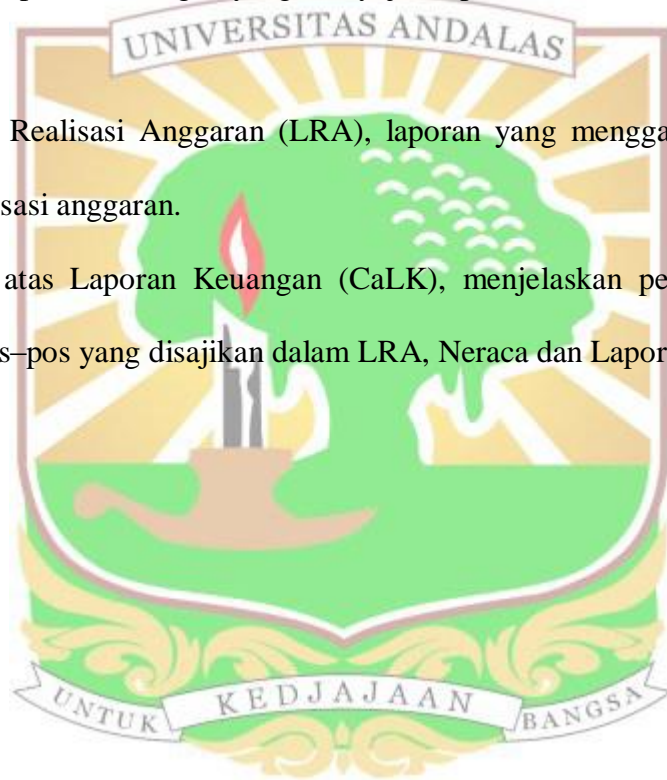 UNIVERSITAS ANDALAS
Realisasi Anggaran (LRA), laporan yang mengga
sasi anggaran.
atas Laporan Keuangan (CaLK), menjelaskan pe
s–pos yang disajikan dalam LRA, Neraca dan Lapor
UNTUK KEDJAJAAN BANGSA